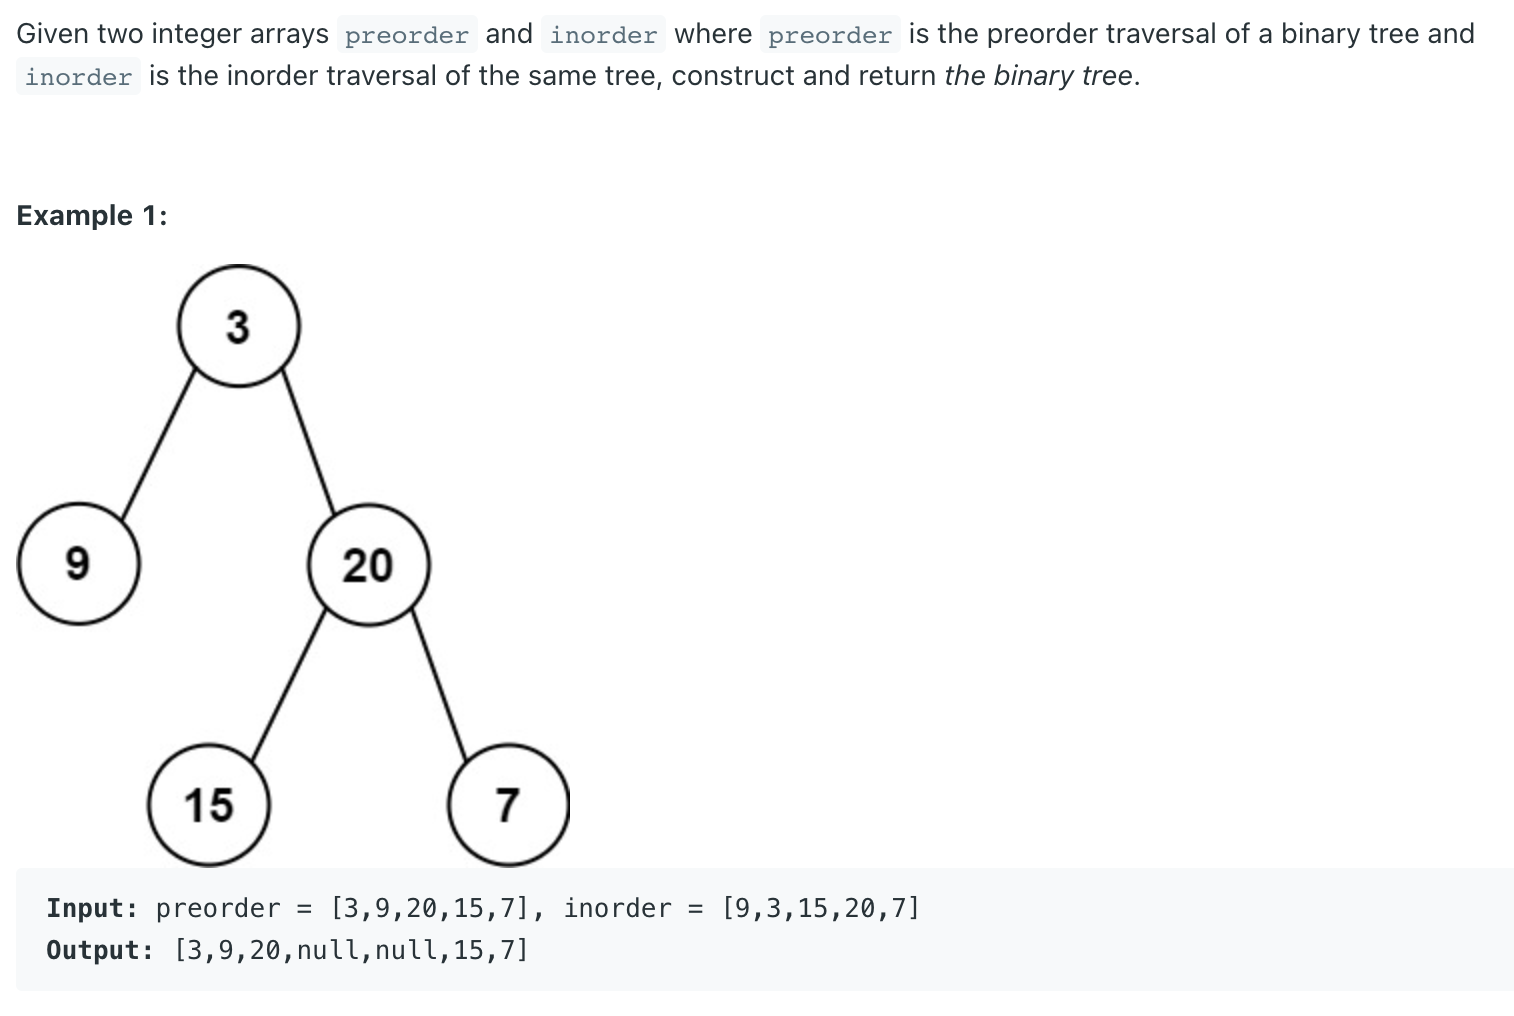 Given two integer arrays preorder and inorder where preorder is the preorder traversal of a binary tree and
inorder is the inorder traversal of the same tree, construct and return the binary tree.
Example 1:
3
9 20
15 7
Input: preorder = [3,9,20,15,7], inorder = [9,3,15,20,7]
Output: [3,9,20,null,null,15,7]